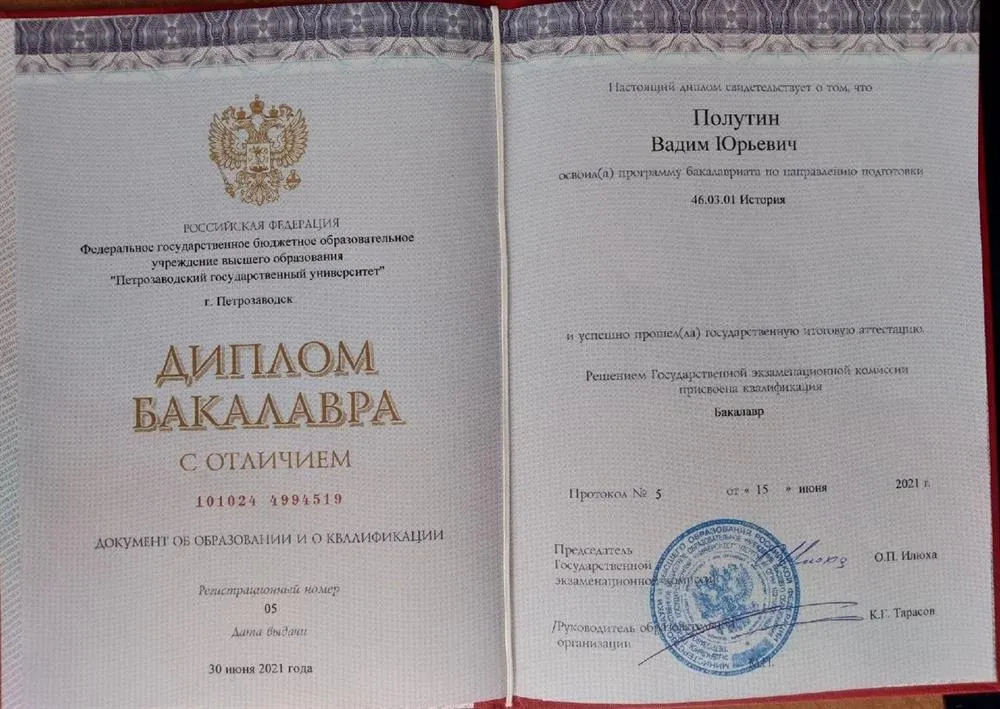 РОССИЙСКАЯ ФЕДЕРАЦИЯ
Федеральное государственное бюджетное образовательное
учреждение высшего образования
"Петрозаводский государственный университет"
г. Петрозаводск
ДИПЛОМ
БАКАЛАВРА
С ОТЛИЧИЕМ
101024 4994519
ДОКУМЕНТ ОБ ОБРАЗОВАНИИ И О КВАЛИФИКАЦИИ
Регистрационный номер
05
Дата выдачи
30 июня 2021 года
Настоящий диплом свидетельствует о том, что
Полутин
Вадим Юрьевич
освоил(а) программу бакалавриата по направлению подготовки
46.03.01 История
и успешно прошел(ла) государственную итоговую аттестацию.
Решением Государственной экзаменационной комиссии
присвоена квалификация
Бакалавр
Протокол № 5 от « 15 » июня 2021 г.
Председатель
Государственной
экзаменационной комиссии
О.П. Илюха
Руководитель образовательной
организации
К.Г. Тарасов
М.П.